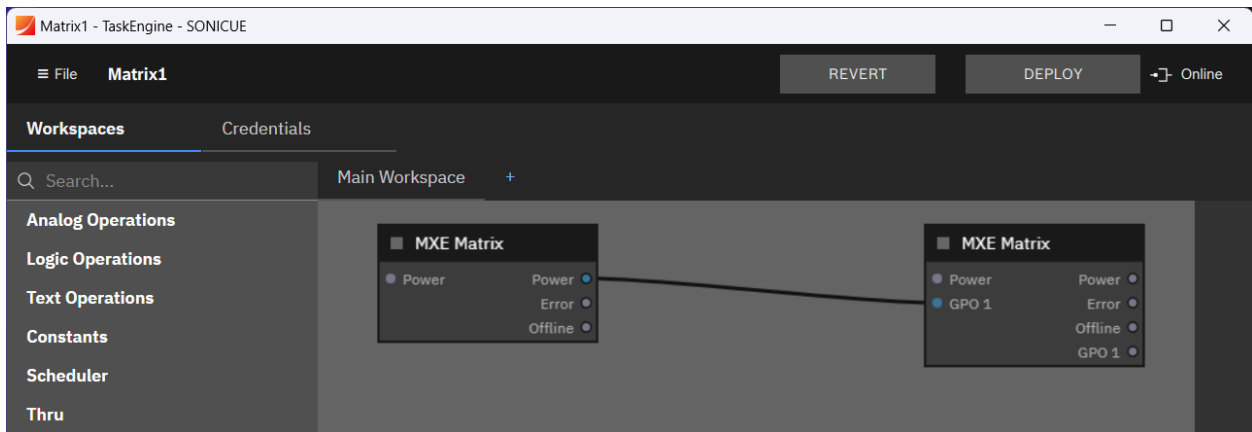 Matrix1 - TaskEngine - SONICUE
File Matrix1 REVERT DEPLOY Online
Workspaces Credentials
Search...
Main Workspace +
Analog Operations
Logic Operations
Text Operations
Constants
Scheduler
Thru
MXE Matrix
Power Power
Error
Offline
MXE Matrix
Power Power
GPO 1 Error
Offline
GPO 1